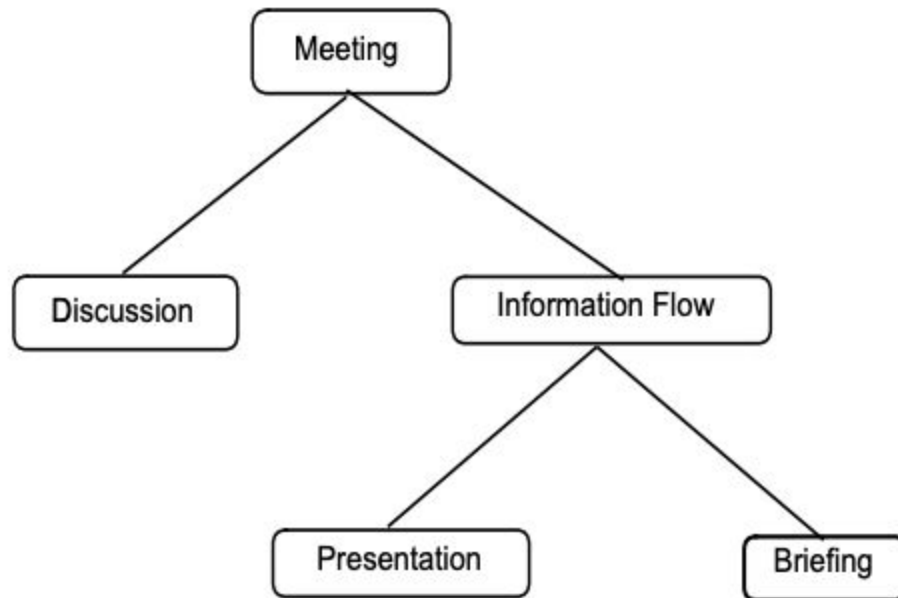 Meeting
Discussion
Information Flow
Presentation
Briefing